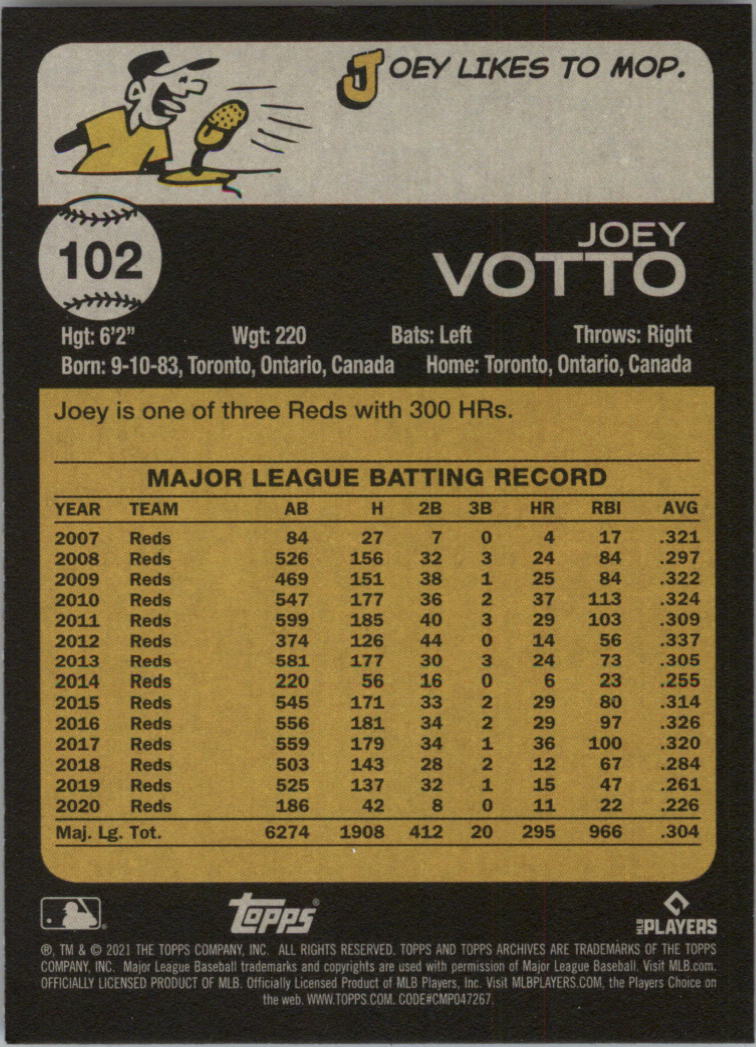 JOEY LIKES TO MOP.
102
JOEY
VOTTO
Hgt: 6'2" Wgt: 220 Bats: Left Throws: Right
Born: 9-10-83, Toronto, Ontario, Canada Home: Toronto, Ontario, Canada
Joey is one of three Reds with 300 HRs.
MAJOR LEAGUE BATTING RECORD
YEAR TEAM AB H 2B 3B HR RBI AVG
2007 Reds 84 27 7 0 4 17 .321
2008 Reds 526 156 32 3 24 84 .297
2009 Reds 469 151 38 1 25 84 .322
2010 Reds 547 177 36 2 37 113 .324
2011 Reds 599 185 40 3 29 103 .309
2012 Reds 374 126 44 0 14 56 .337
2013 Reds 581 177 30 3 24 73 .305
2014 Reds 220 56 16 0 6 23 .255
2015 Reds 545 171 33 2 29 80 .314
2016 Reds 556 181 34 2 29 97 .326
2017 Reds 559 179 34 1 36 100 .320
2018 Reds 503 143 28 2 12 67 .284
2019 Reds 525 137 32 1 15 47 .261
2020 Reds 186 42 8 0 11 22 .226
Maj. Lg. Tot. 6274 1908 412 20 295 966 .304
Topps® MLB PLAYERS
®, TM & © 2021 THE TOPPS COMPANY, INC. ALL RIGHTS RESERVED. TOPPS AND TOPPS ARCHIVES ARE TRADEMARKS OF THE TOPPS
COMPANY, INC. Major League Baseball trademarks and copyrights are used with permission of Major League Baseball. Visit MLB.com.
OFFICIALLY LICENSED PRODUCT OF MLB. Officially Licensed Product of MLB Players, Inc. Visit MLBPLAYERS.COM, the Players Choice on
the web. WWW.TOPPS.COM. CODE#CMP047267.